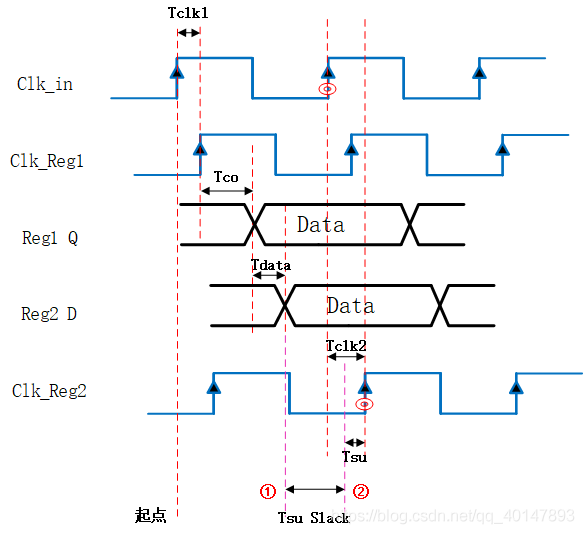 Tclk1
Clk_in
Clk_Reg1
Tco
Reg1 Q
Data
Tdata
Reg2 D
Data
Tclk2
Clk_Reg2
Tsu
① ②
起点
Tsu Slack
https://blog.csdn.net/qq_40147893